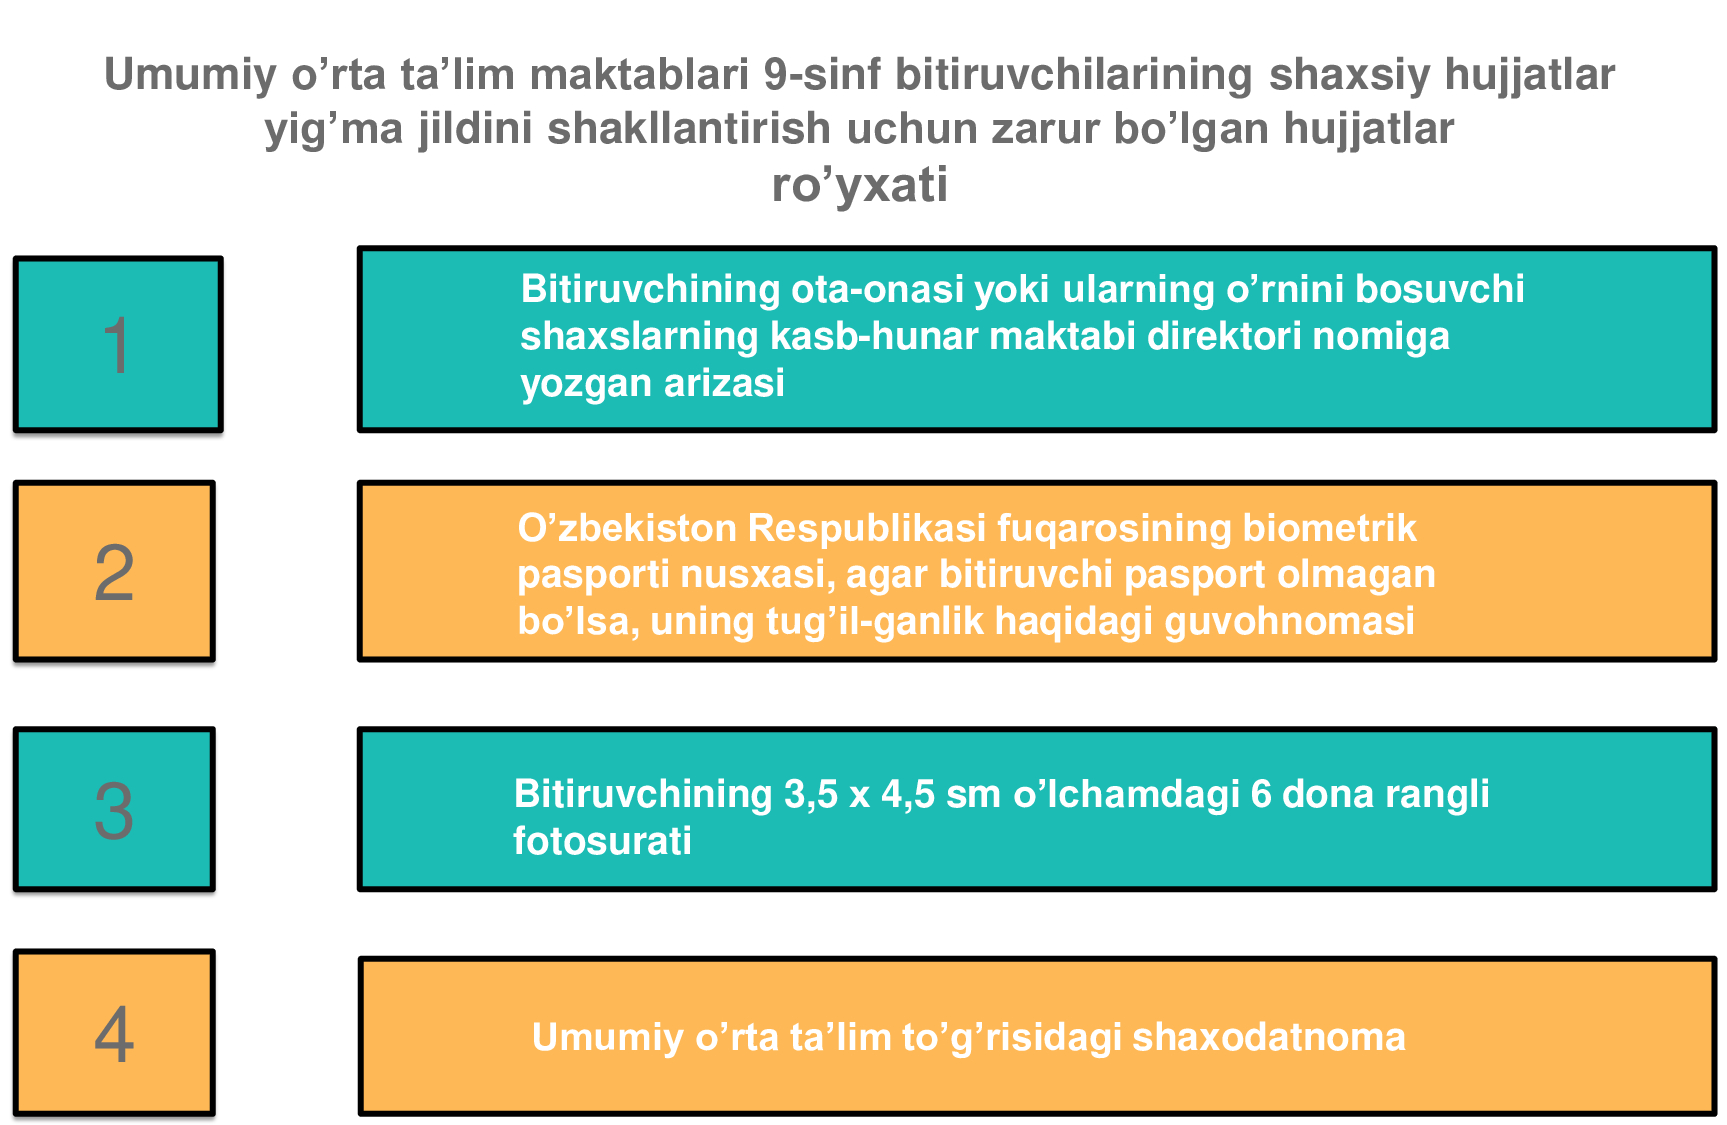 Umumiy o’rta ta’lim maktablari 9-sinf bitiruvchilarining shaxsiy hujjatlar
yig’ma jildini shakllantirish uchun zarur bo’lgan hujjatlar
ro’yxati
1
Bitiruvchining ota-onasi yoki ularning o’rnini bosuvchi
shaxslarning kasb-hunar maktabi direktori nomiga
yozgan arizasi
2
O’zbekiston Respublikasi fuqarosining biometrik
pasporti nusxasi, agar bitiruvchi pasport olmagan
bo’lsa, uning tug’il-ganlik haqidagi guvohnomasi
3
Bitiruvchining 3,5 x 4,5 sm o’lchamdagi 6 dona rangli
fotosurati
4
Umumiy o’rta ta’lim to’g’risidagi shaxodatnoma